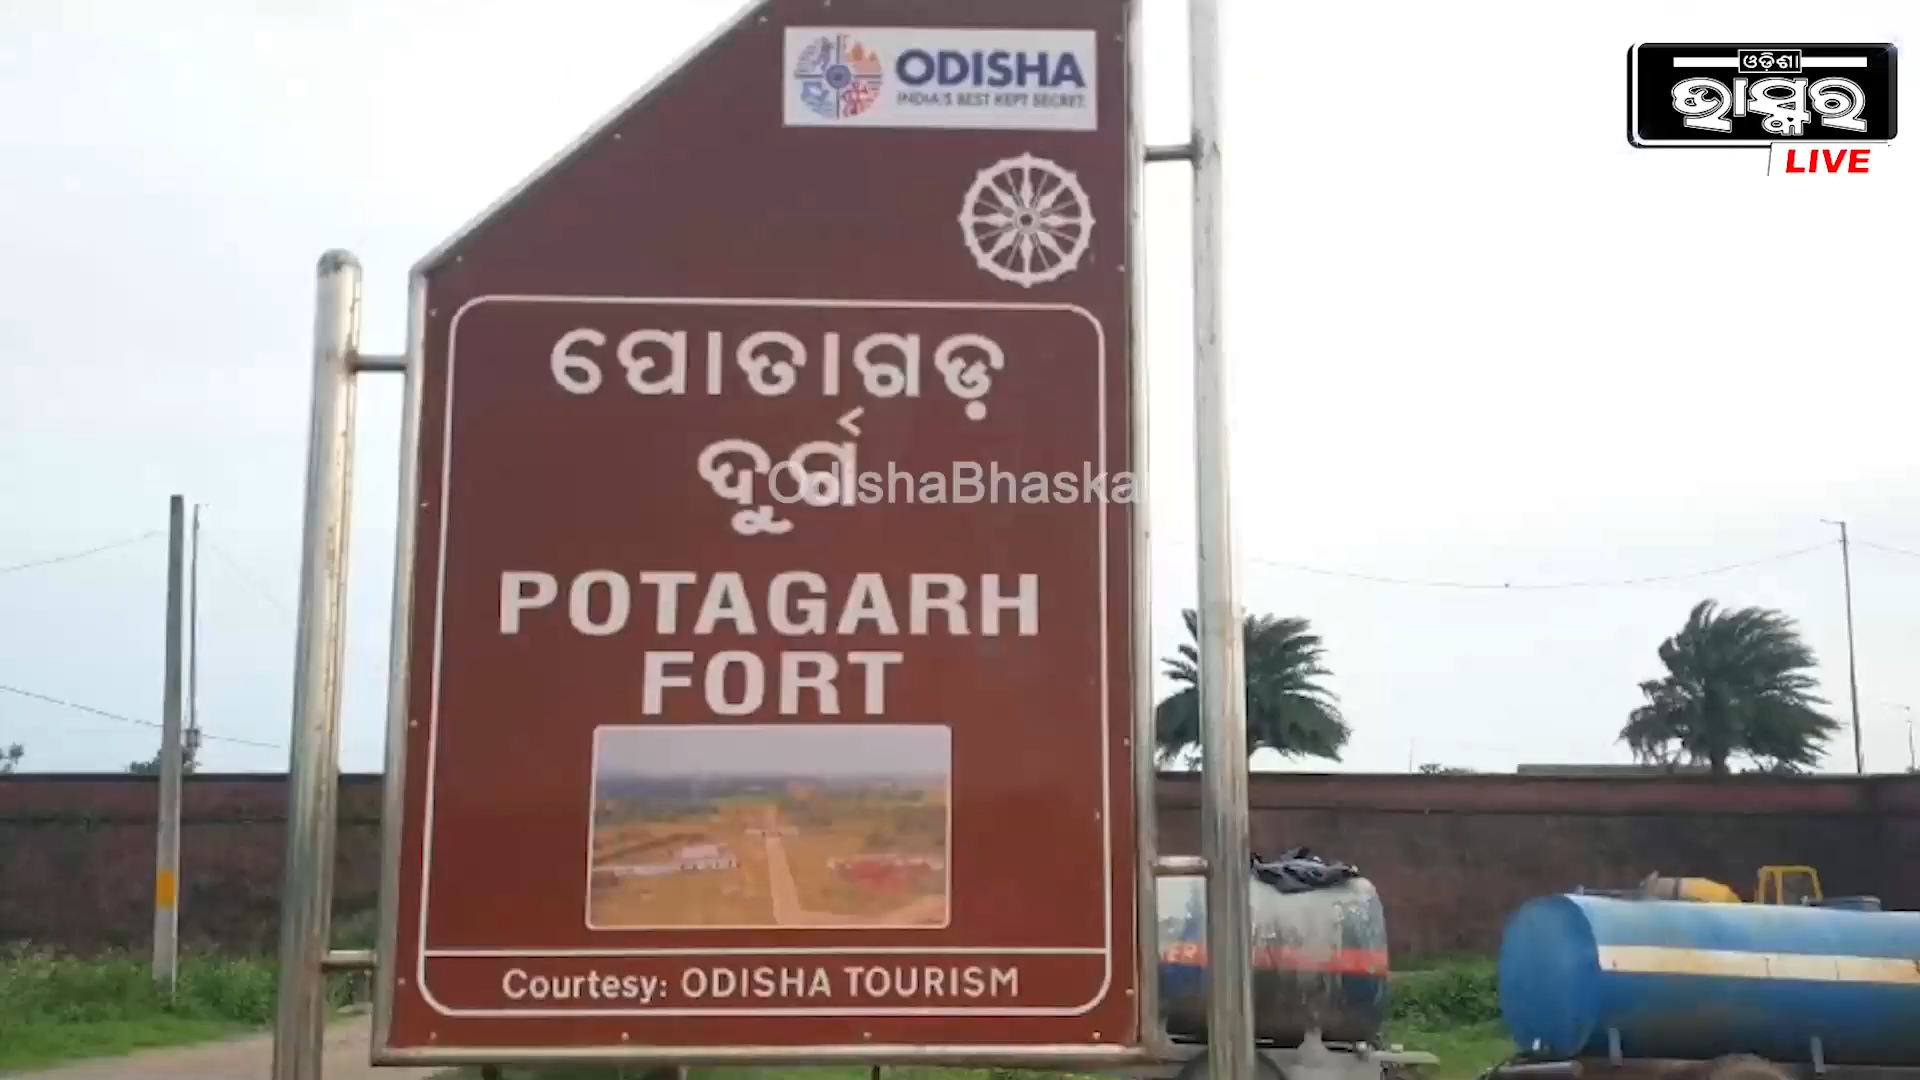 ODISHA
INDIA'S BEST KEPT SECRET
ଓଡ଼ିଶା
ଭାସ୍କର
LIVE
ପୋତାଗଡ଼
ଦୁର୍ଗ
OdishaBhaskar
POTAGARH
FORT
Courtesy: ODISHA TOURISM